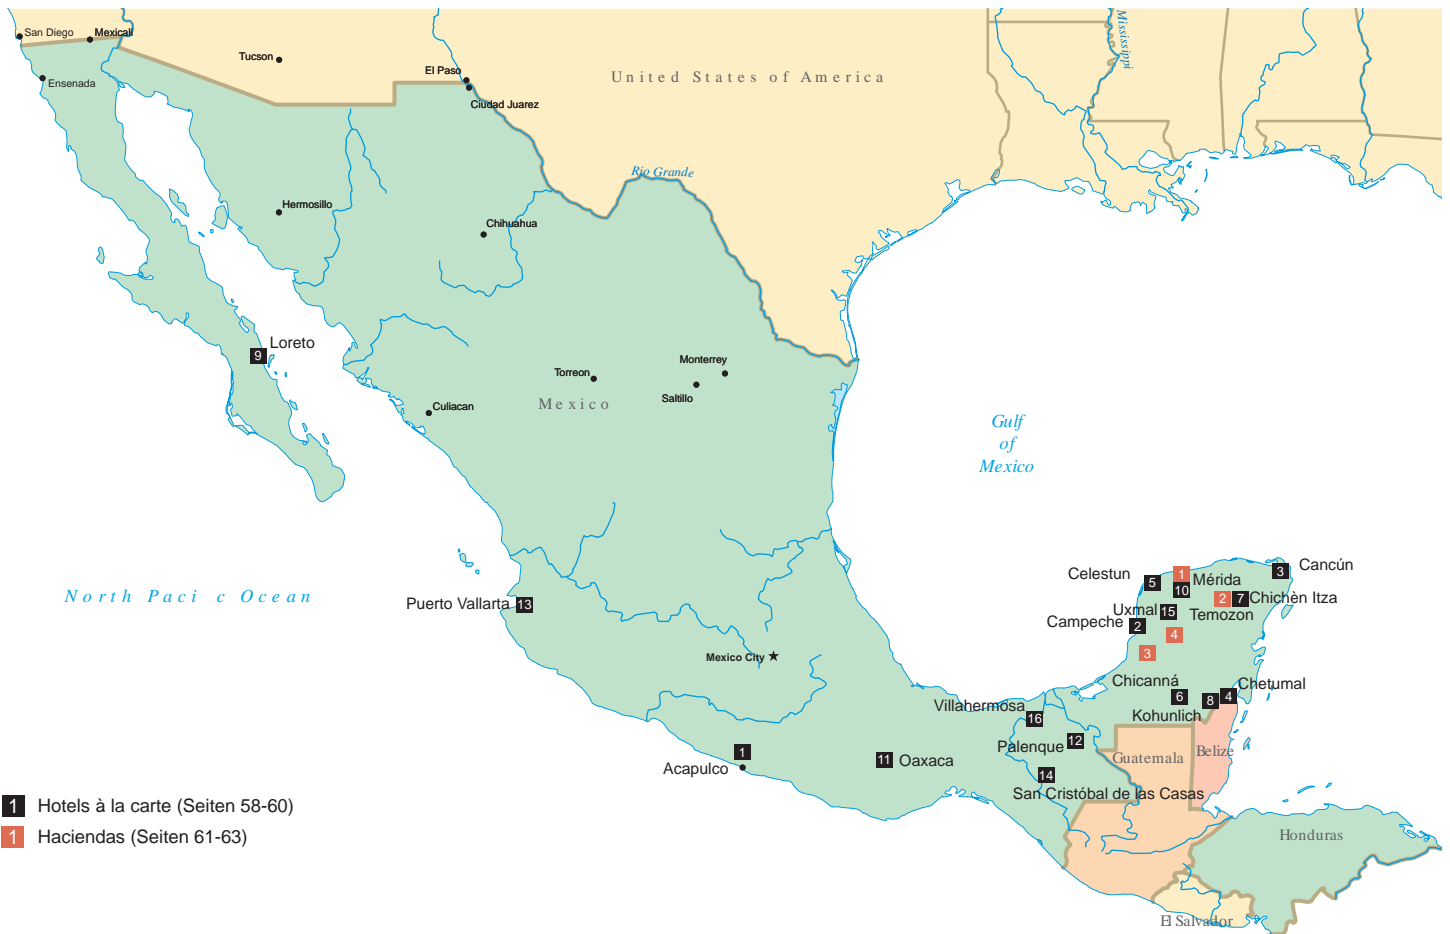 San Diego
Mexicali
Mississippi
Tucson
El Paso
United States of America
Ensenada
Ciudad Juarez
Rio Grande
Hermosillo
Chihuahua
Loreto
9
Monterrey
Torreon
Saltillo
Mexico
Culiacan
Gulf
of
Mexico
North Paci c Ocean
Puerto Vallarta
13
Mexico City
Celestun
5
1
Mérida
10
3
Cancún
2
7
Chichen Itza
Uxmal
15
Temozon
Campeche
2
4
3
Chicanná
6
8
4
Chetumal
Kohunlich
Villahermosa
16
Palenque
12
Guatemala
Belize
14
San Cristóbal de las Casas
1
Acapulco
11
Oaxaca
Honduras
El Salvador
1 Hotels à la carte (Seiten 58-60)
1 Haciendas (Seiten 61-63)